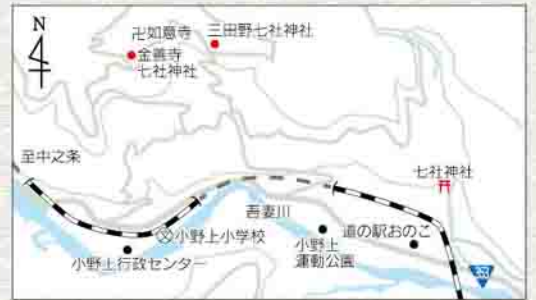 N
卍如意寺
三田野七社神社
金善寺
七社神社
至中之条
七社神社
吾妻川
小野上小学校
小野上
運動公園
道の駅おのこ
小野上行政センター
353